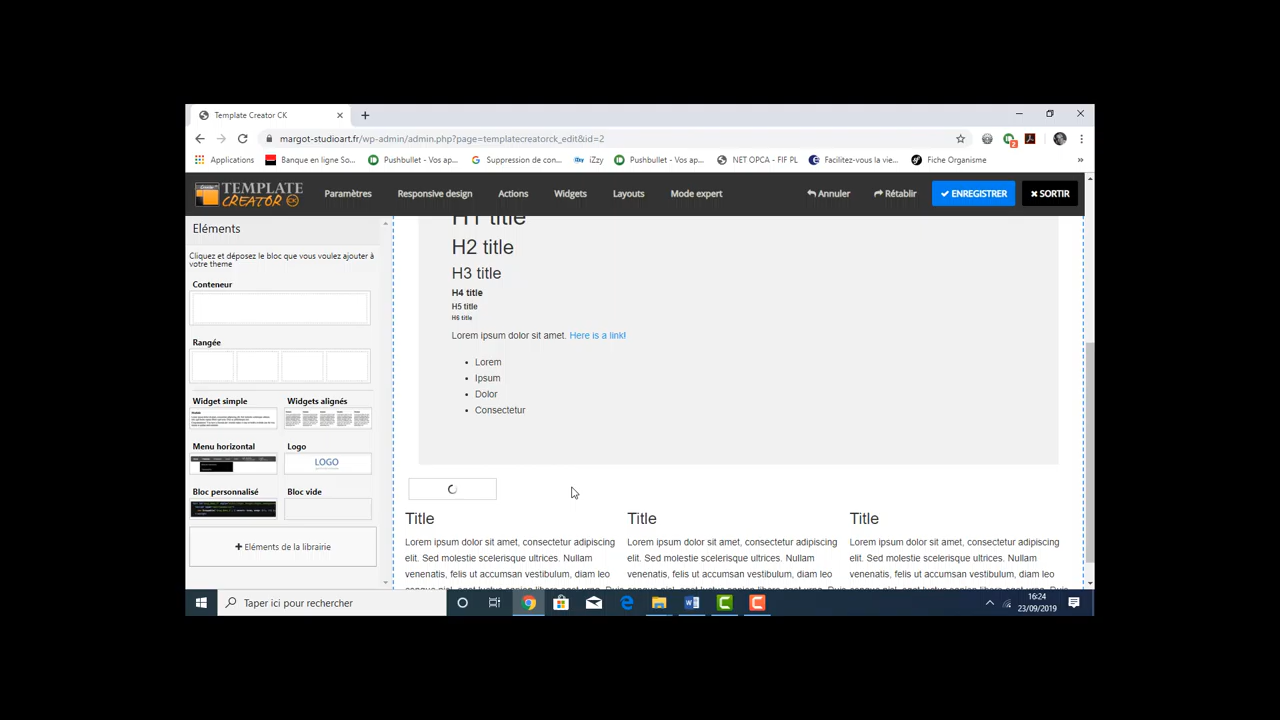 Template Creator CK
margot-studioart.fr/wp-admin/admin.php?page=templatecreatorck_edit&id=2
Applications
Banque en ligne So...
Pushbullet - Vos ap...
Suppression de con...
iZzy
Pushbullet - Vos ap...
NET OPCA - FIF PL
Facilitez-vous la vie...
Fiche Organisme
»
TEMPLATE CREATOR CK
Paramètres
Responsive design
Actions
Widgets
Layouts
Mode expert
Annuler
Rétablir
ENREGISTRER
SORTIR
Eléments
Cliquez et déposez le bloc que vous voulez ajouter à
votre theme
Conteneur
Rangée
Widget simple
Widgets alignés
Menu horizontal
Logo
LOGO
Bloc personnalisé
Bloc vide
+ Eléments de la librairie
H1 title
H2 title
H3 title
H4 title
H5 title
H6 title
Lorem ipsum dolor sit amet. Here is a link!
• Lorem
• Ipsum
• Dolor
• Consectetur
Title
Lorem ipsum dolor sit amet, consectetur adipiscing
elit. Sed molestie scelerisque ultrices. Nullam
venenatis, felis ut accumsan vestibulum, diam leo
Title
Lorem ipsum dolor sit amet, consectetur adipiscing
elit. Sed molestie scelerisque ultrices. Nullam
venenatis, felis ut accumsan vestibulum, diam leo
Title
Lorem ipsum dolor sit amet, consectetur adipiscing
elit. Sed molestie scelerisque ultrices. Nullam
venenatis, felis ut accumsan vestibulum, diam leo
Taper ici pour rechercher
16:24
23/09/2019